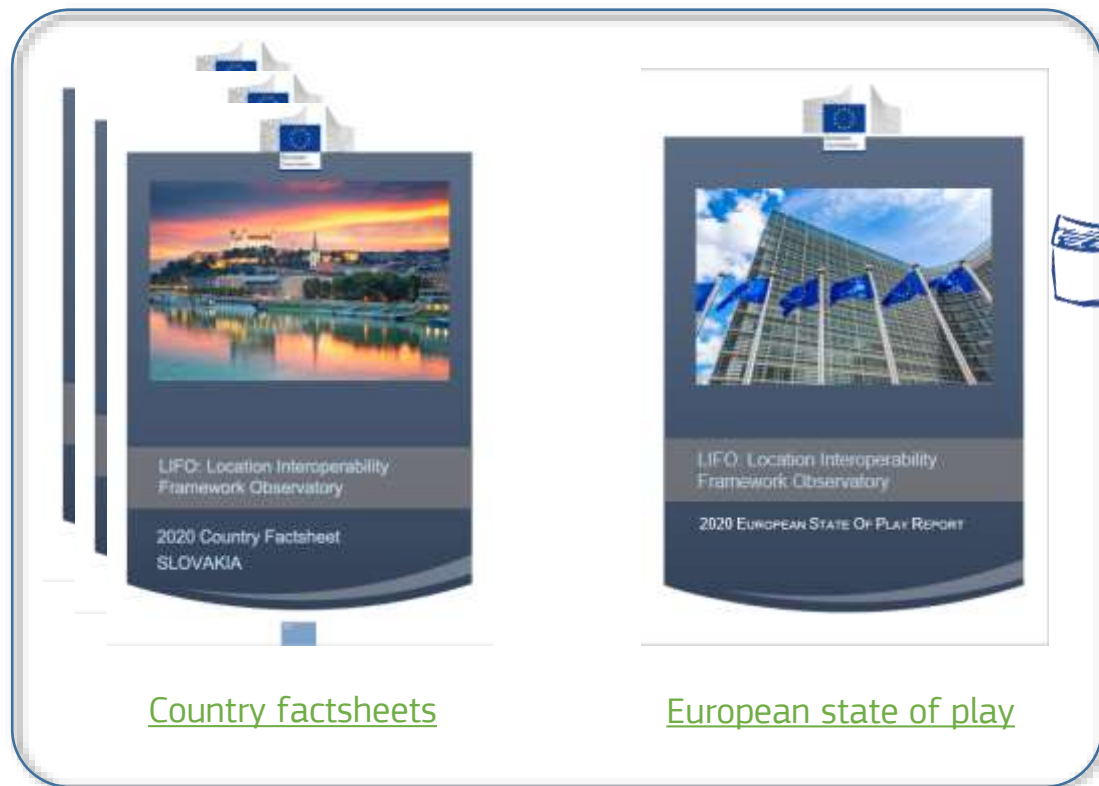 LIFO: Location Interoperability
Framework Observatory
2020 Country Factsheet
SLOVAKIA
Country factsheets
LIFO: Location Interoperability
Framework Observatory
2020 EUROPEAN STATE OF PLAY REPORT
European state of play